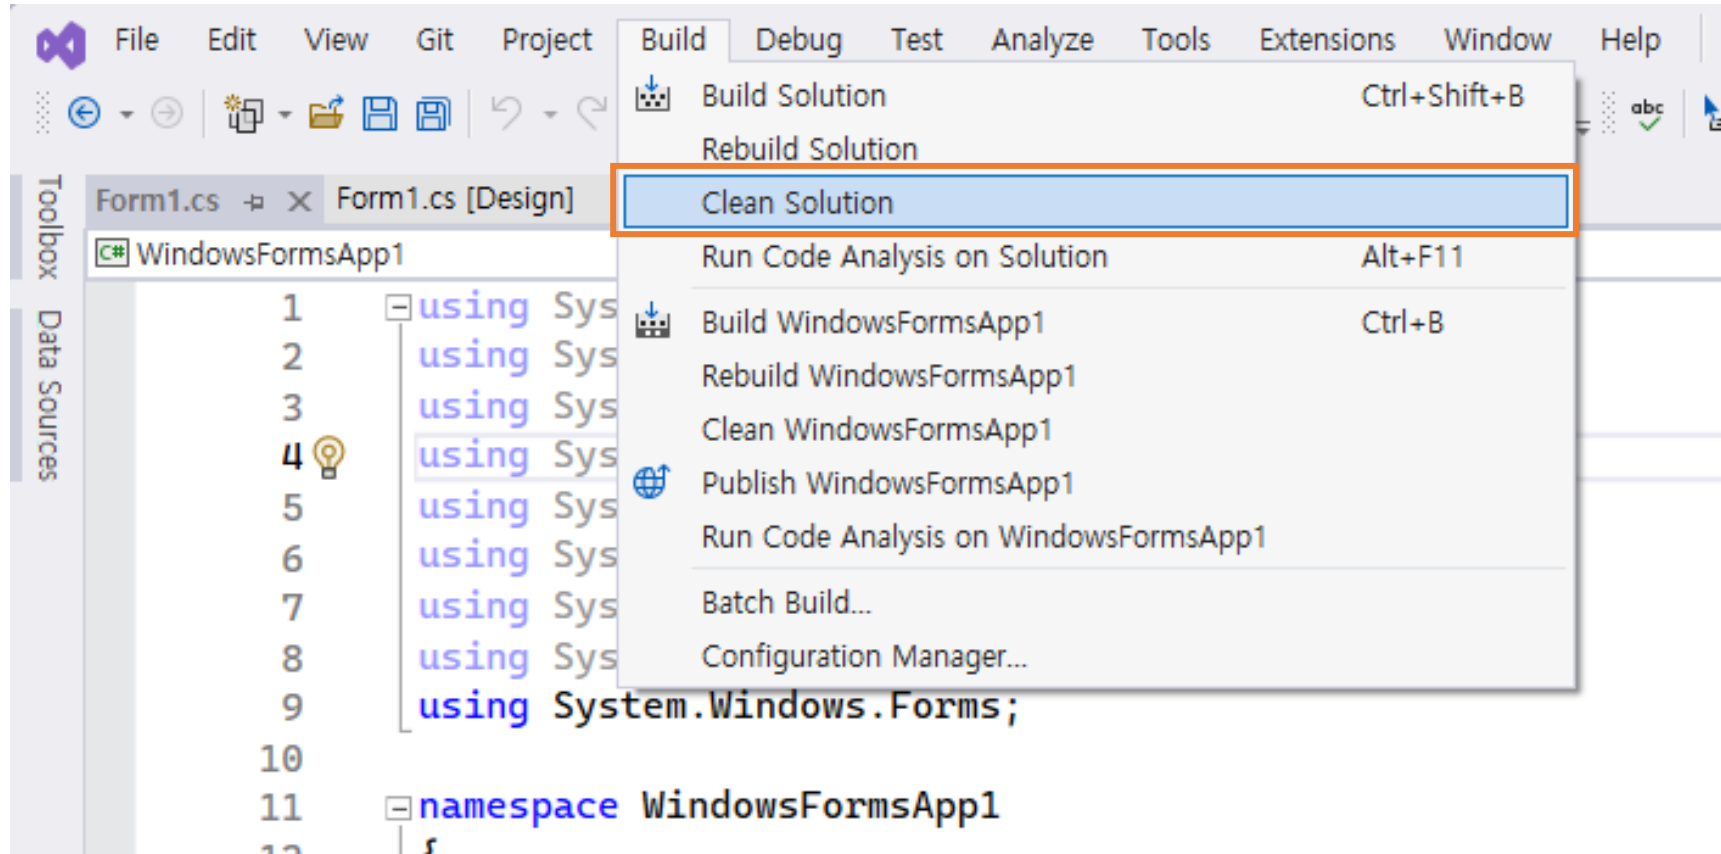 File Edit View Git Project Build Debug Test Analyze Tools Extensions Window Help
abc
Build Solution Ctrl+Shift+B
Rebuild Solution
Clean Solution
Run Code Analysis on Solution Alt+F11
Build WindowsFormsApp1 Ctrl+B
Rebuild WindowsFormsApp1
Clean WindowsFormsApp1
Publish WindowsFormsApp1
Run Code Analysis on WindowsFormsApp1
Batch Build...
Configuration Manager...
Toolbox
Data Sources
Form1.cs Form1.cs [Design]
C# WindowsFormsApp1
1 using Sys
2 using Sys
3 using Sys
4 using Sys
5 using Sys
6 using Sys
7 using Sys
8 using Sys
9 using System.Windows.Forms;
10
11 namespace WindowsFormsApp1
12 {